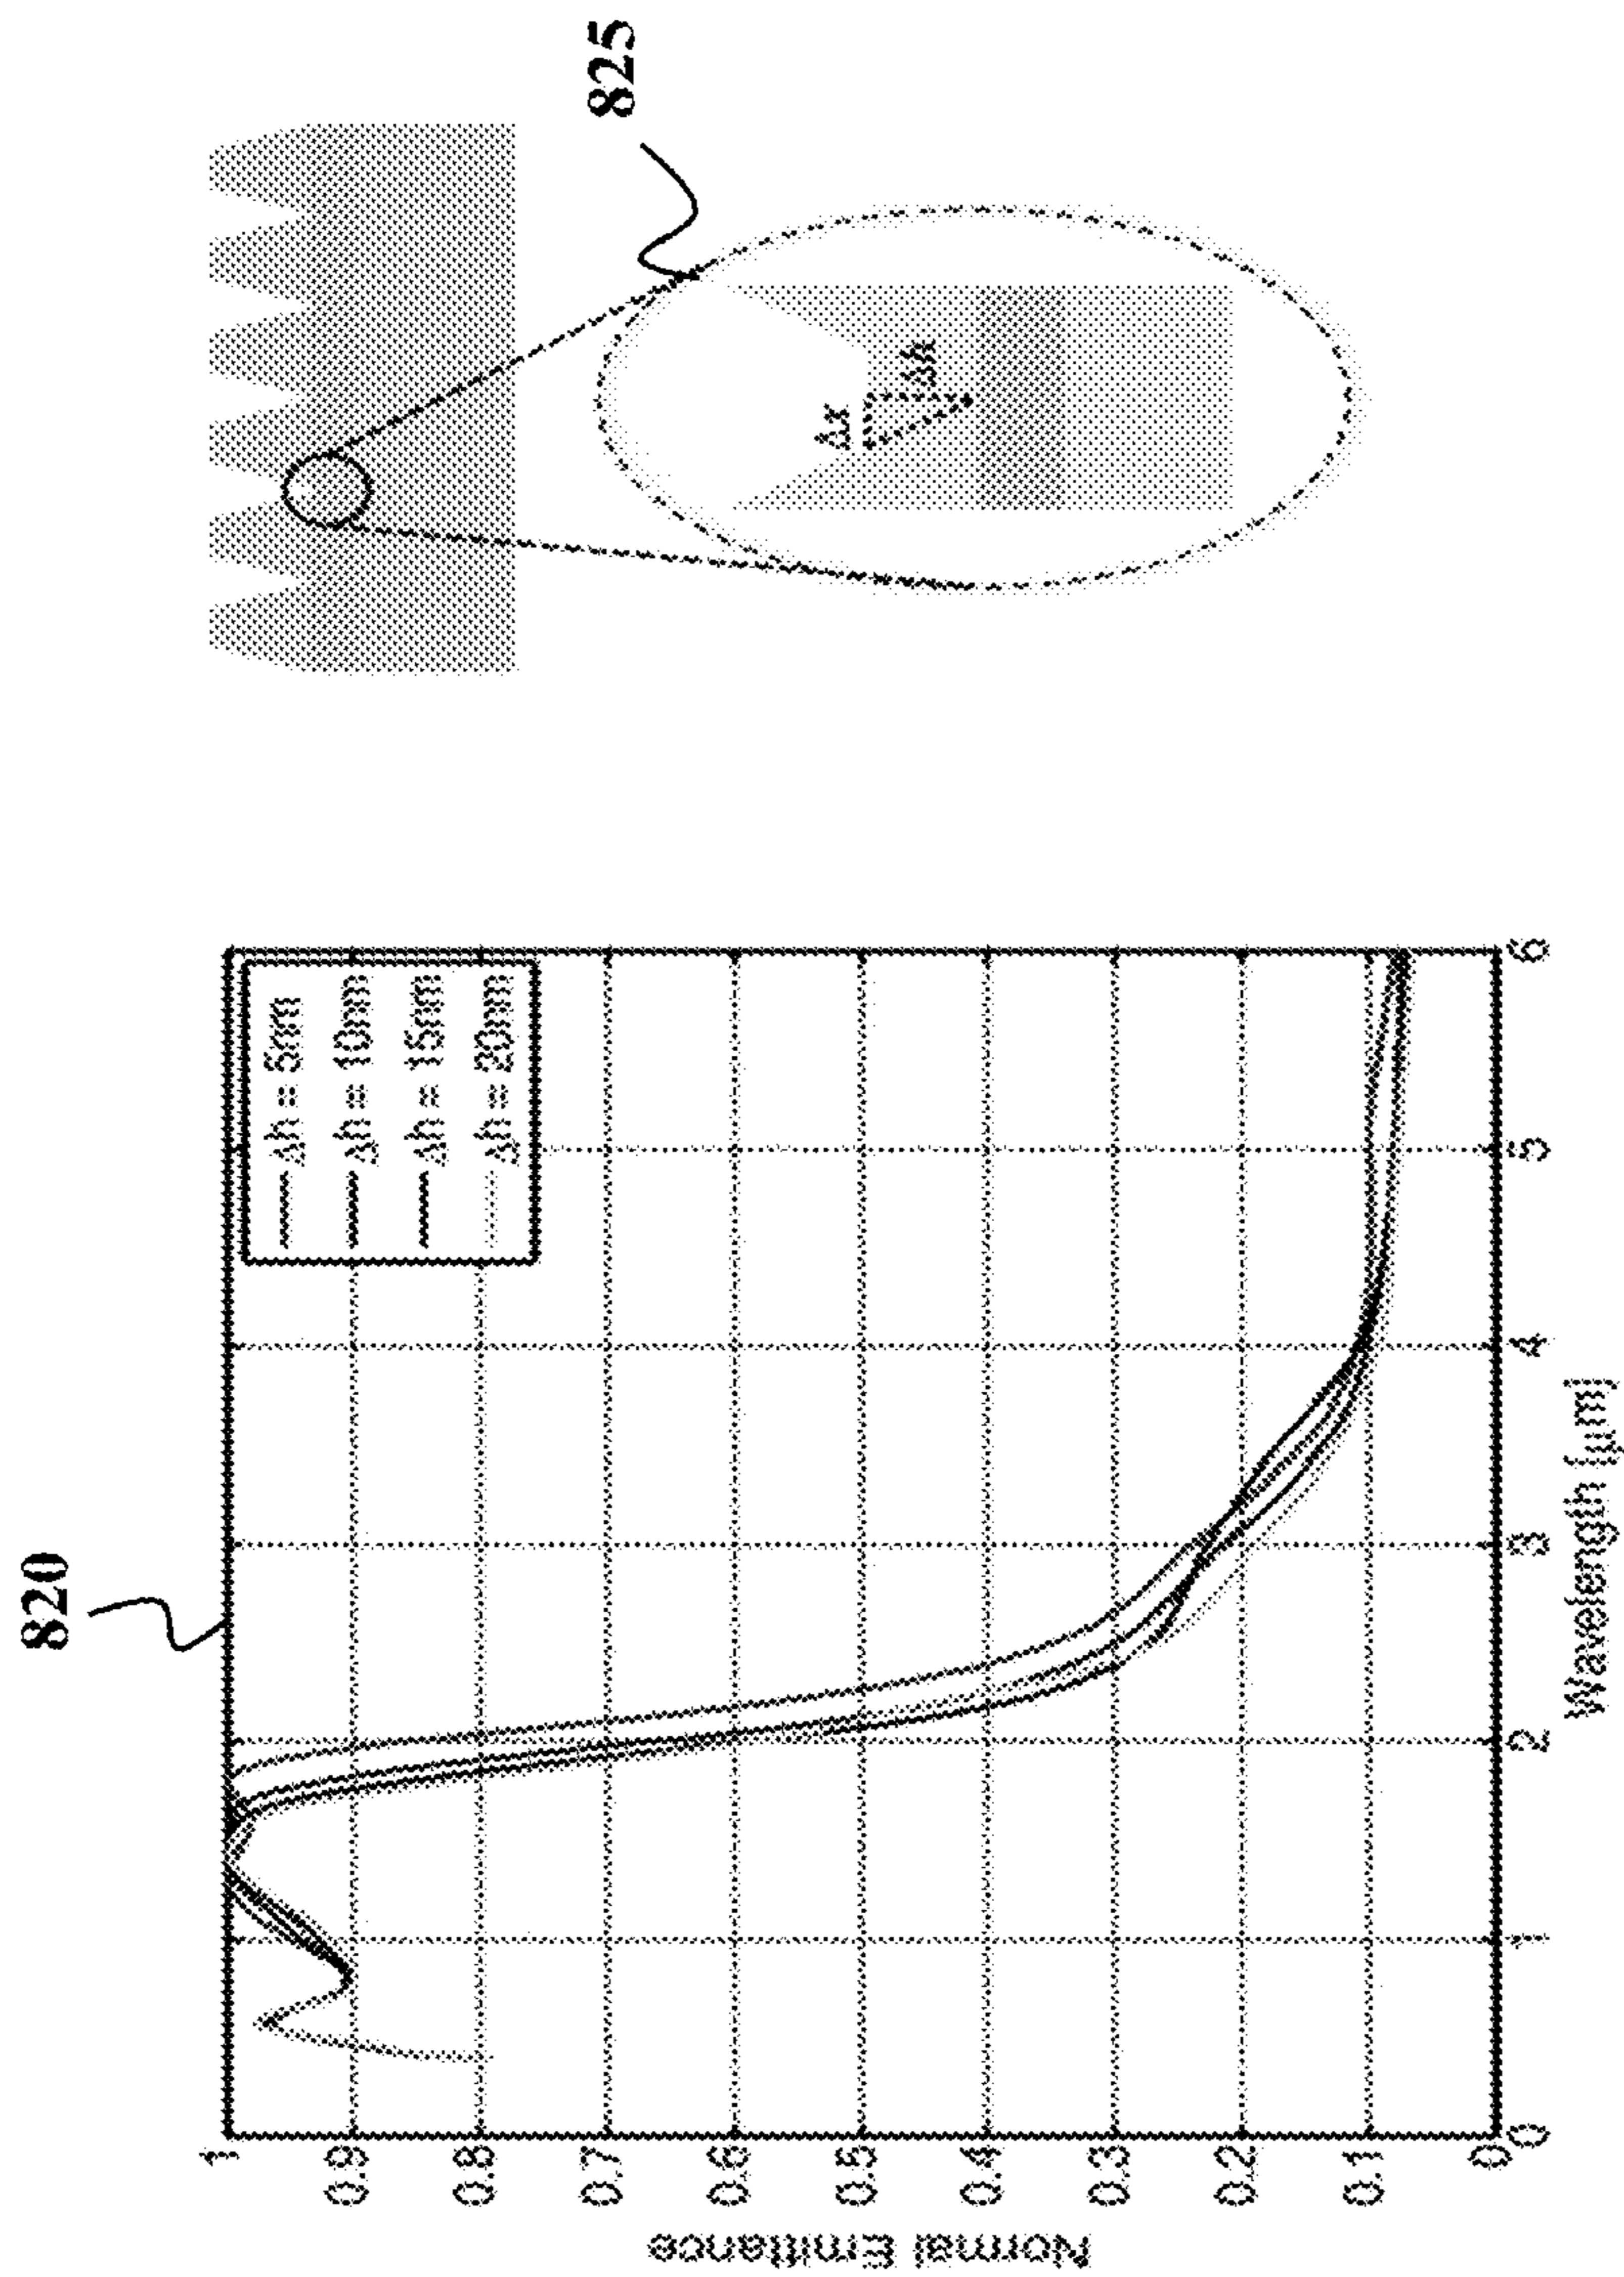 820
825
Normal Emittance
1
0.9
0.8
0.7
0.6
0.5
0.4
0.3
0.2
0.1
0
0
1
2
3
4
5
6
Wavelength [μm]
Δh = 5nm
Δh = 10nm
Δh = 15nm
Δh = 20nm
Δx
Δh